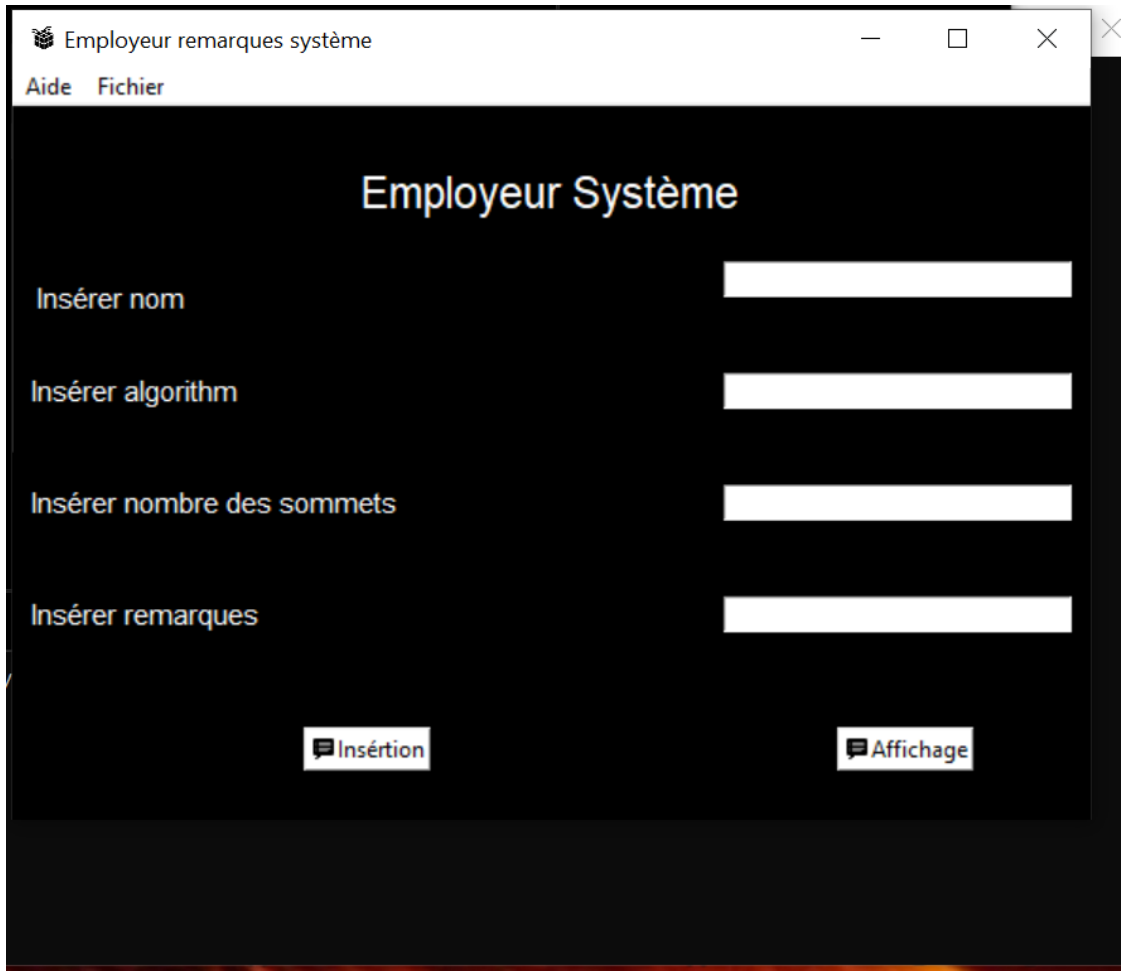 Employeur remarques système
Aide Fichier
Employeur Système
Insérer nom
Insérer algorithm
Insérer nombre des sommets
Insérer remarques
Insértion Affichage